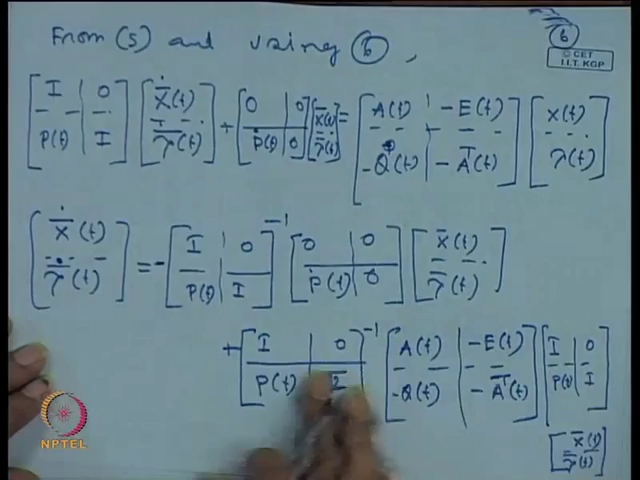 From (5) and using (6),
(6)
© CET
I.I.T. KGP
[I | 0; P(t) | I] [ẋ̄(t); λ̄̇(t)] + [0 | 0; Ṗ(t) | 0] [x̄(t); λ̄(t)] = [A(t) | -E(t); -Q(t) | -Aᵀ(t)] [x(t); λ(t)]
[ẋ̄(t); λ̄̇(t)] = -[I | 0; P(t) | I]⁻¹ [0 | 0; Ṗ(t) | 0] [x̄(t); λ̄(t)]
+ [I | 0; P(t) | I]⁻¹ [A(t) | -E(t); -Q(t) | -Aᵀ(t)] [I | 0; P(t) | I]
[x̄(t); λ̄(t)]
NPTEL